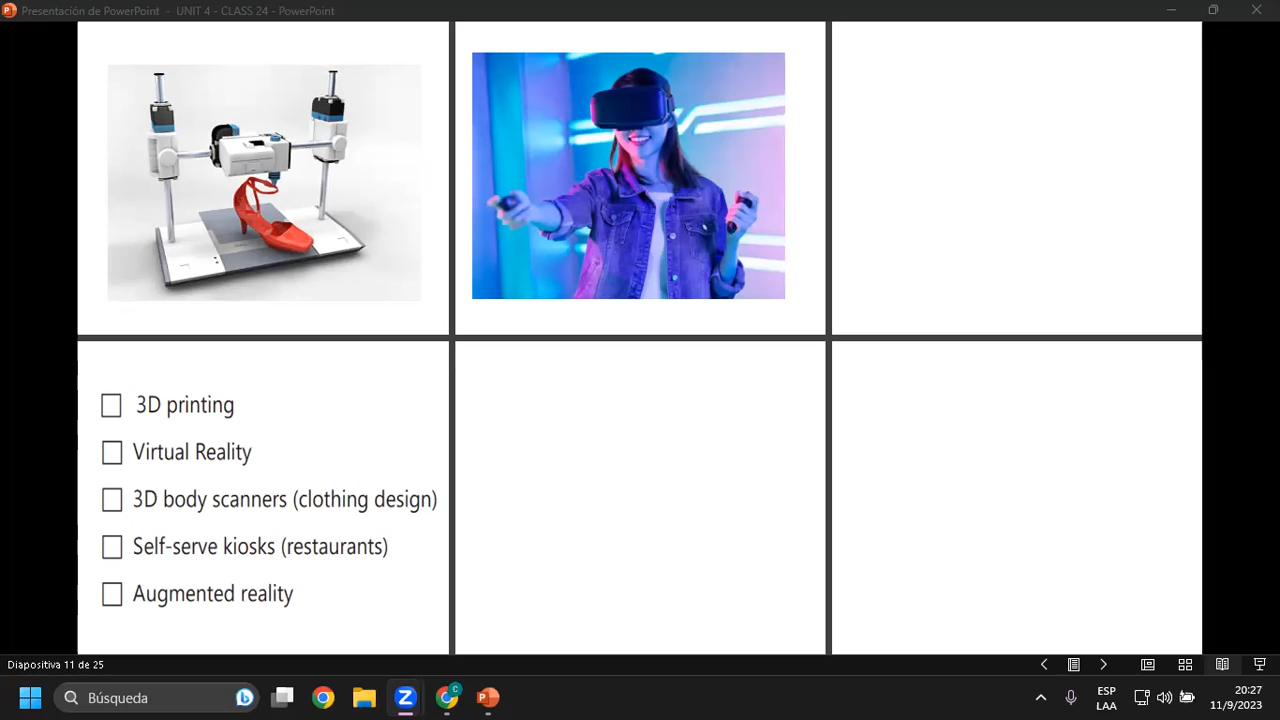 Presentación de PowerPoint - UNIT 4 - CLASS 24 - PowerPoint
3D printing
Virtual Reality
3D body scanners (clothing design)
Self-serve kiosks (restaurants)
Augmented reality
Diapositiva 11 de 25
Búsqueda
ESP
LAA
20:27
11/9/2023